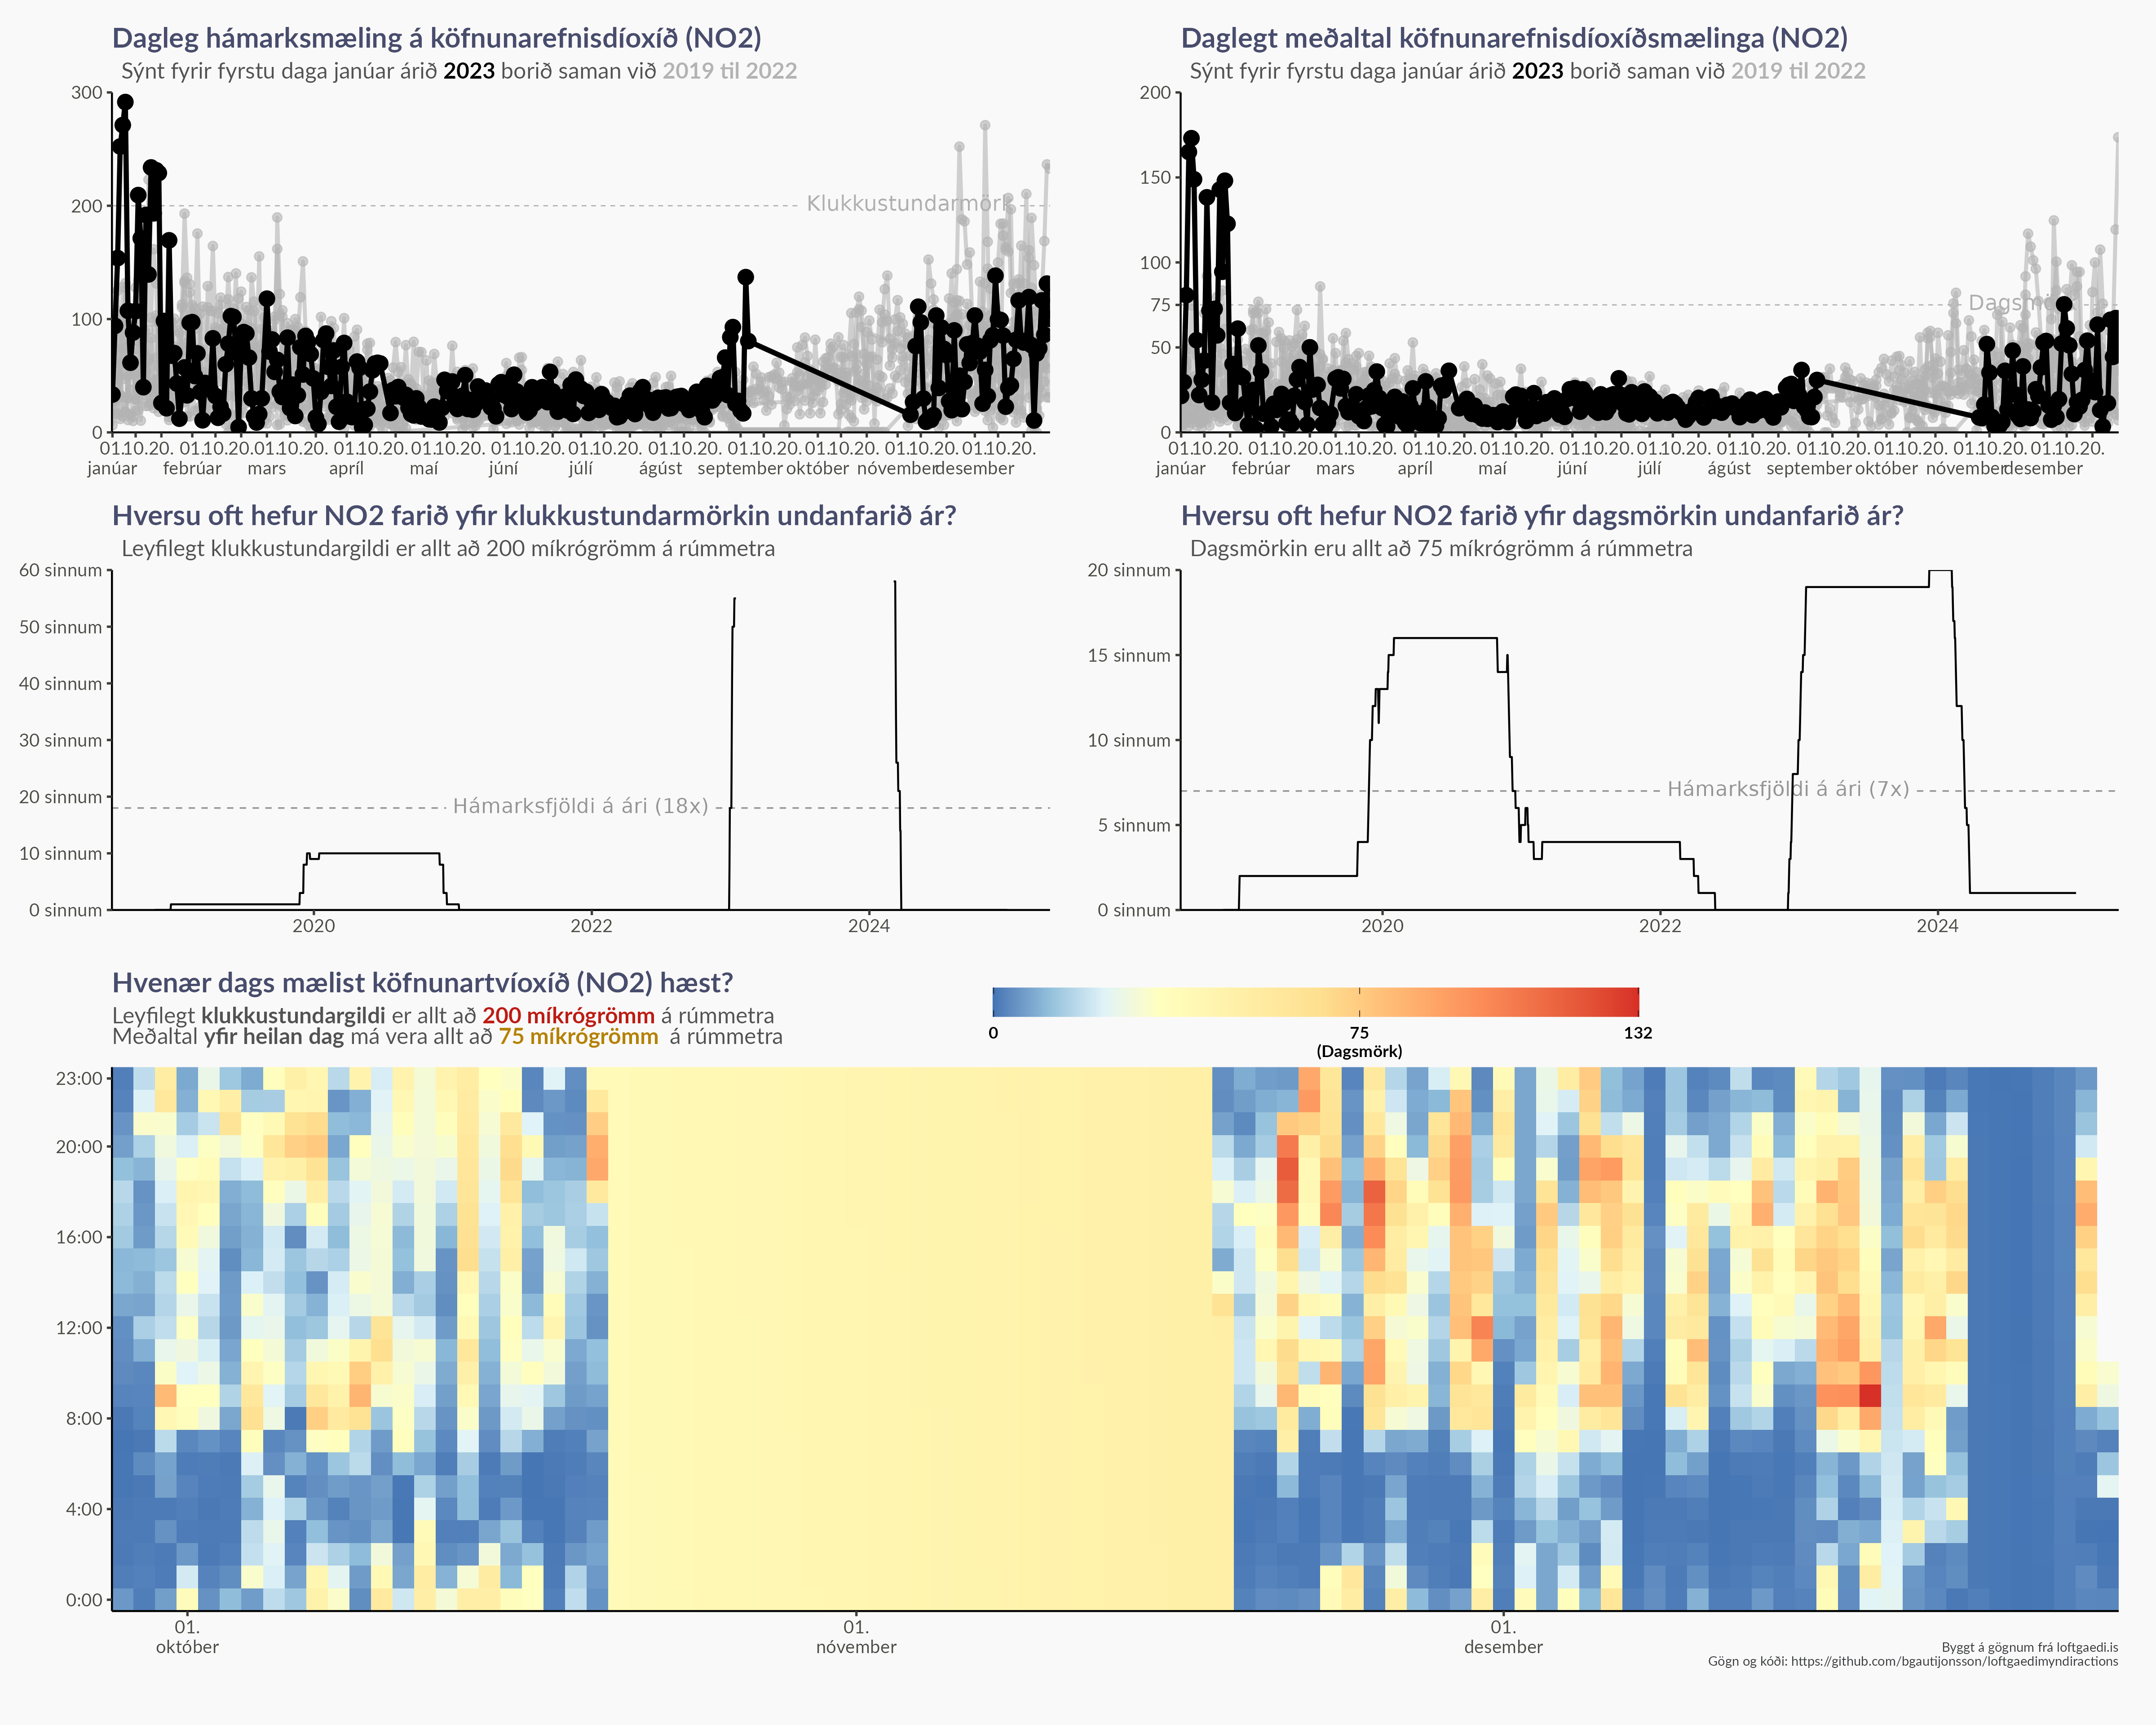 Dagleg hámarksmæling á köfnunarefnisdíoxíð (NO2)
Sýnt fyrir fyrstu daga janúar árið 2023 borið saman við 2019 til 2022
300
200
100
0
Klukkustundarmörk
01.10.20. 01.10.20. 01.10.20. 01.10.20. 01.10.20. 01.10.20. 01.10.20. 01.10.20. 01.10.20. 01.10.20. 01.10.20. 01.10.20.
janúar febrúar mars apríl maí júní júlí ágúst september október nóvember desember
Daglegt meðaltal köfnunarefnisdíoxíðsmælinga (NO2)
Sýnt fyrir fyrstu daga janúar árið 2023 borið saman við 2019 til 2022
200
150
100
75
50
0
01.10.20. 01.10.20. 01.10.20. 01.10.20. 01.10.20. 01.10.20. 01.10.20. 01.10.20. 01.10.20. 01.10.20. 01.10.20. 01.10.20.
janúar febrúar mars apríl maí júní júlí ágúst september október nóvember desember
Hversu oft hefur NO2 farið yfir klukkustundarmörkin undanfarið ár?
Leyfilegt klukkustundargildi er allt að 200 míkrógrömm á rúmmetra
60 sinnum
50 sinnum
40 sinnum
30 sinnum
20 sinnum
10 sinnum
0 sinnum
Hámarksfjöldi á ári (18x)
2020 2022 2024
Hversu oft hefur NO2 farið yfir dagsmörkin undanfarið ár?
Dagsmörkin eru allt að 75 míkrógrömm á rúmmetra
20 sinnum
15 sinnum
10 sinnum
5 sinnum
0 sinnum
Hámarksfjöldi á ári (7x)
2020 2022 2024
Hvenær dags mælist köfnunartvíoxíð (NO2) hæst?
Leyfilegt klukkustundargildi er allt að 200 míkrógrömm á rúmmetra
Meðaltal yfir heilan dag má vera allt að 75 míkrógrömm á rúmmetra
0 75 132
(Dagsmörk)
23:00
20:00
16:00
12:00
8:00
4:00
0:00
01. 01. 01.
október nóvember desember
Byggt á gögnum frá loftgaedi.is
Gögn og kóði: https://github.com/bgautijonsson/loftgaedimyndiractions